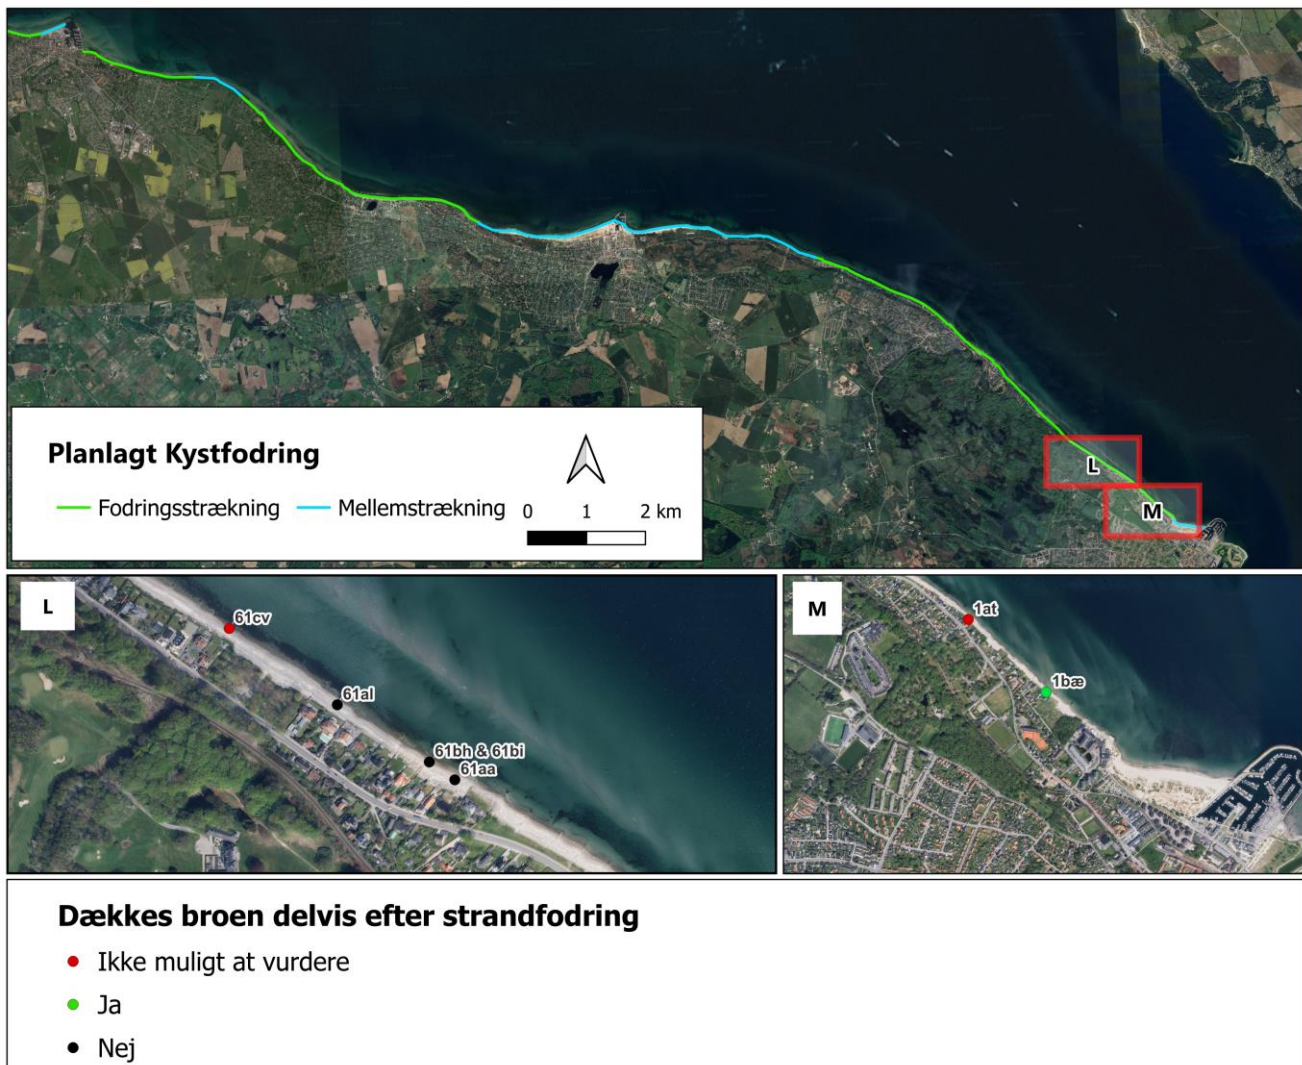 L
M
Planlagt Kystfodring
Fodringsstrækning
Mellemstrækning
0 1 2 km
L
61cv
61al
61bh & 61bi
61aa
M
1at
1bæ
Dækkes broen delvis efter strandfodring
Ikke muligt at vurdere
Ja
Nej